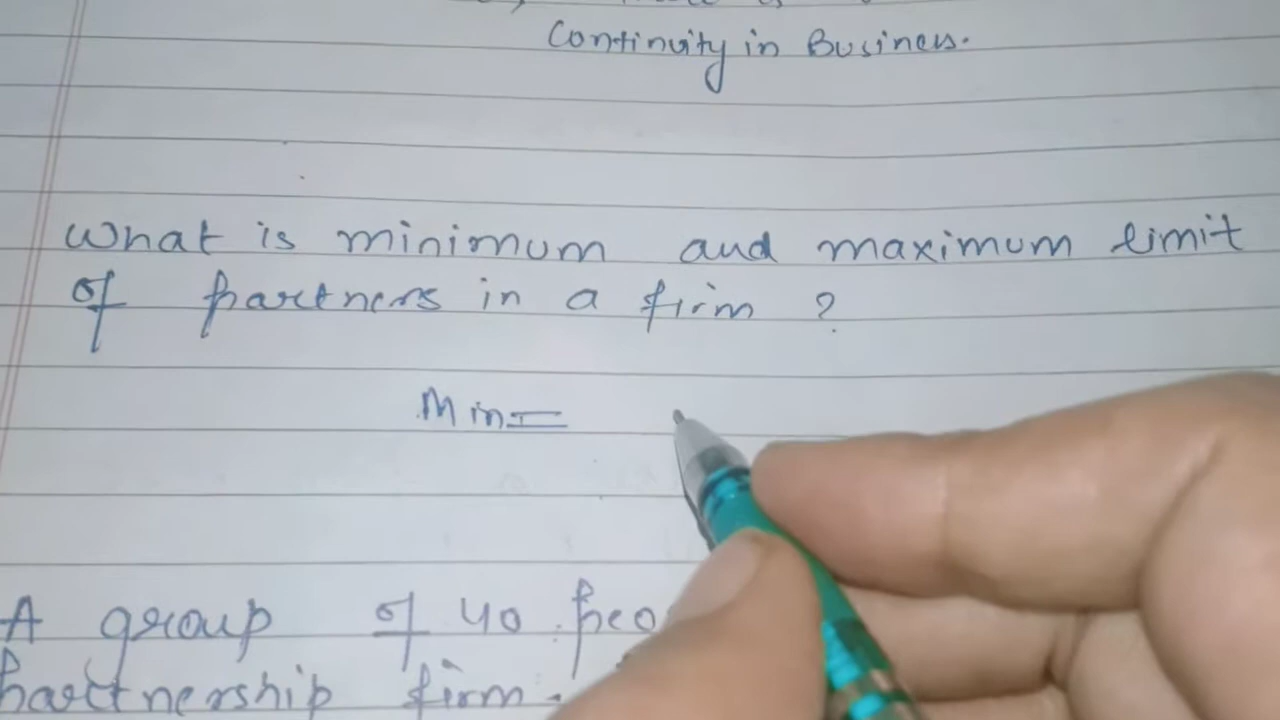 Continuity in Business.
What is minimum and maximum limit
of partners in a firm ?
Min=
A group of 40
partnership firm.